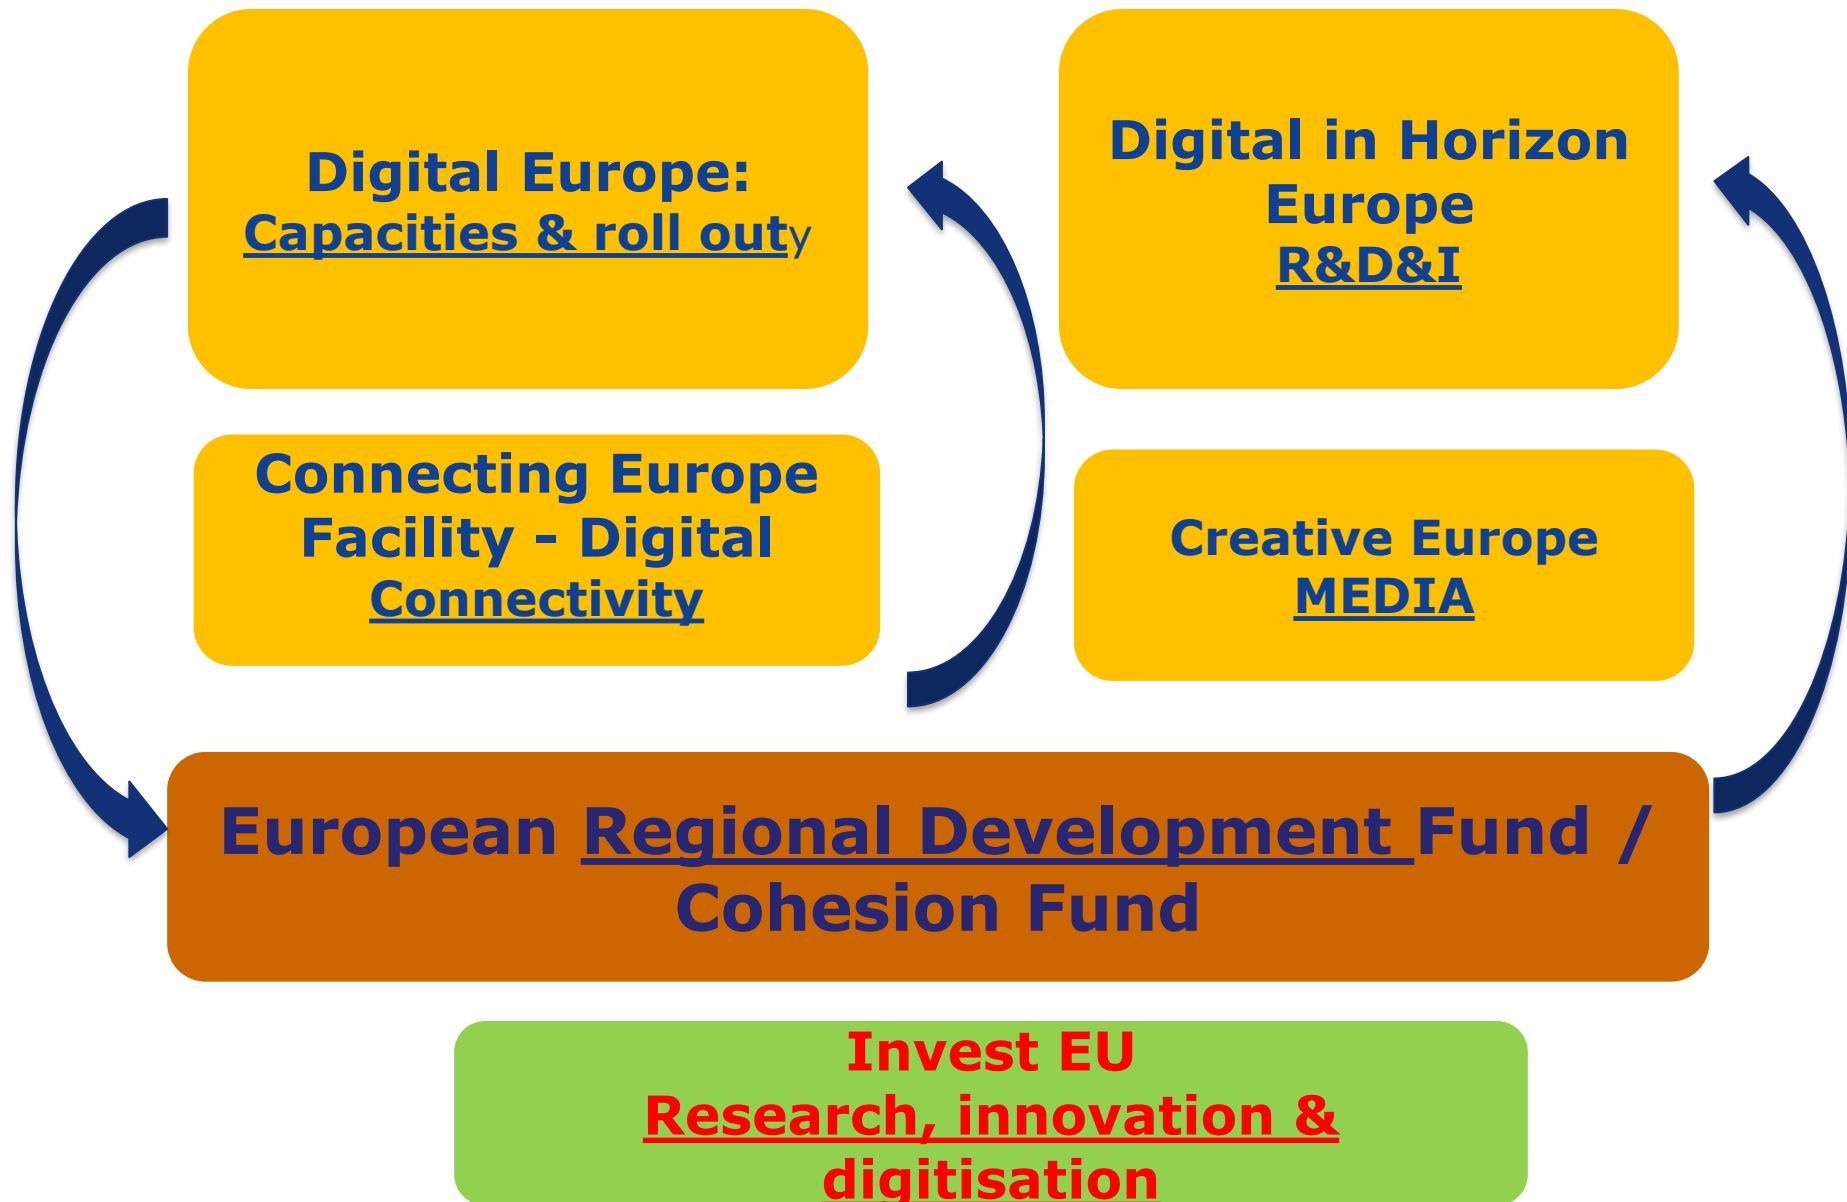 Digital Europe:
Capacities & roll outy
Digital in Horizon
Europe
R&D&I
Connecting Europe
Facility - Digital
Connectivity
Creative Europe
MEDIA
European Regional Development Fund /
Cohesion Fund
Invest EU
Research, innovation &
digitisation